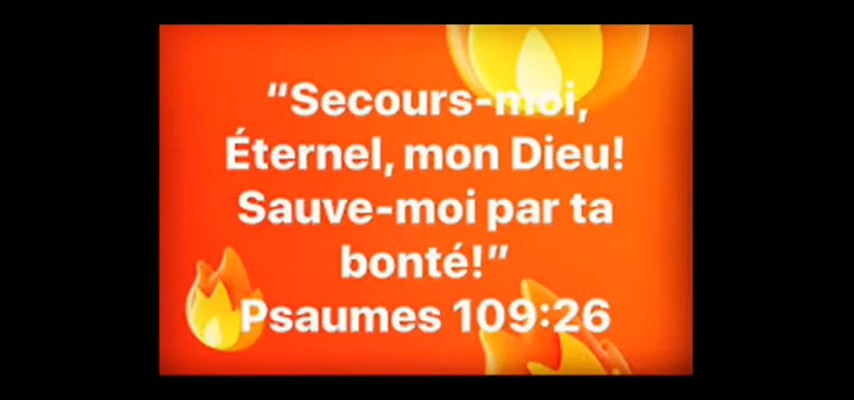 “Secours-moi,
Éternel, mon Dieu!
Sauve-moi par ta
bonté!”
Psaumes 109:26